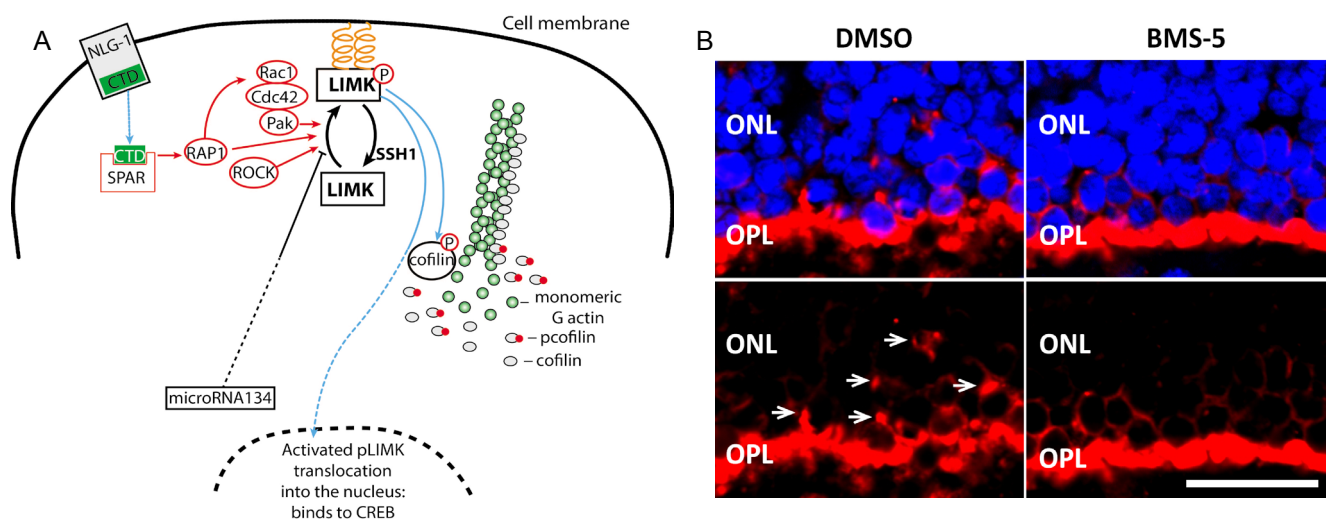 A
Cell membrane
NLG-1
CTD
CTD
SPAR
RAP1
Rac1
Cdc42
Pak
ROCK
LIMK
P
SSH1
LIMK
P
cofilin
monomeric
G actin
pcofilin
cofilin
microRNA134
Activated pLIMK
translocation
into the nucleus:
binds to CREB
B
DMSO
BMS-5
ONL
OPL
ONL
OPL
ONL
OPL
ONL
OPL